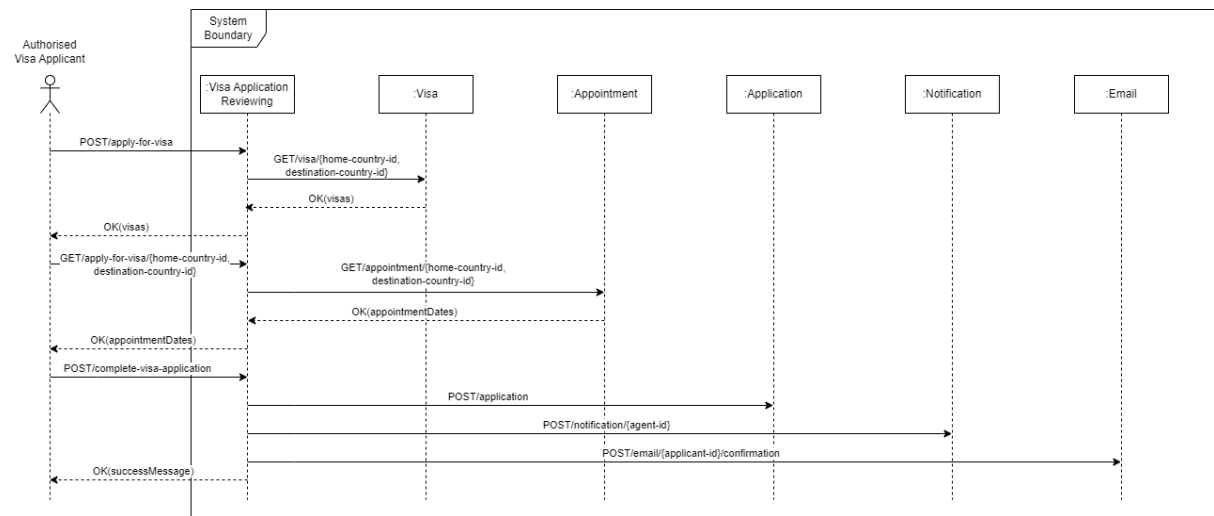 System
Boundary
Authorised
Visa Applicant
:Visa Application
Reviewing
:Visa
:Appointment
:Application
:Notification
:Email
POST/apply-for-visa
GET/visa/{home-country-id,
destination-country-id}
OK(visas)
OK(visas)
GET/apply-for-visa/{home-country-id,
destination-country-id}
GET/appointment/{home-country-id,
destination-country-id}
OK(appointmentDates)
OK(appointmentDates)
POST/complete-visa-application
POST/application
POST/notification/{agent-id}
POST/email/{applicant-id}/confirmation
OK(successMessage)